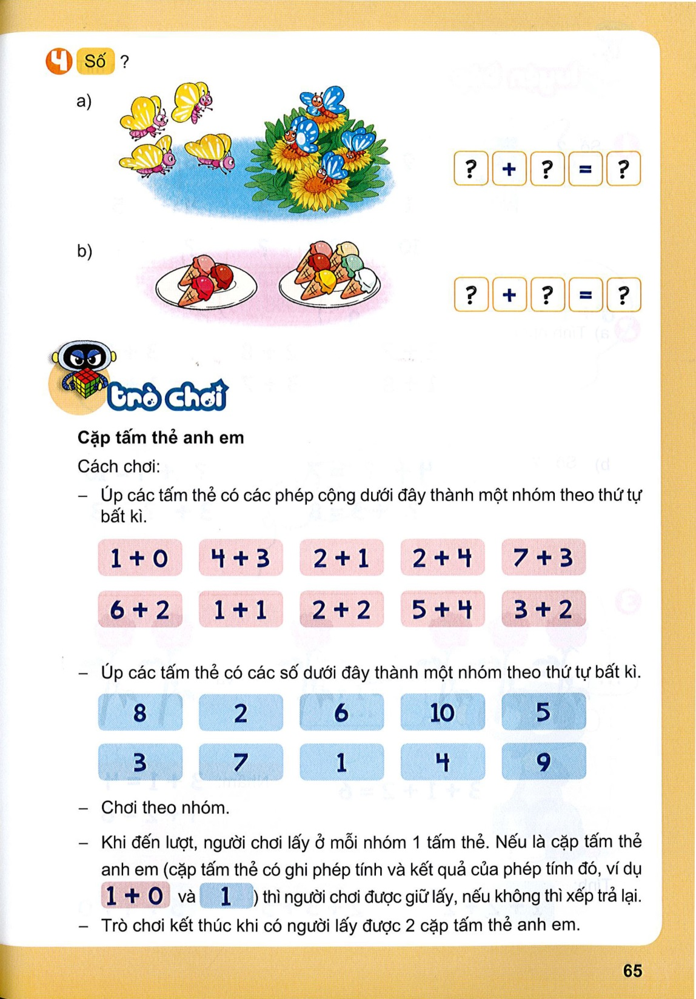 4 Số ?
a)
? + ? = ?
b)
? + ? = ?
trò chơi
Cặp tấm thẻ anh em
Cách chơi:
– Úp các tấm thẻ có các phép cộng dưới đây thành một nhóm theo thứ tự
bất kì.
1 + 0 4 + 3 2 + 1 2 + 4 7 + 3
6 + 2 1 + 1 2 + 2 5 + 4 3 + 2
– Úp các tấm thẻ có các số dưới đây thành một nhóm theo thứ tự bất kì.
8 2 6 10 5
3 7 1 4 9
– Chơi theo nhóm.
– Khi đến lượt, người chơi lấy ở mỗi nhóm 1 tấm thẻ. Nếu là cặp tấm thẻ
anh em (cặp tấm thẻ có ghi phép tính và kết quả của phép tính đó, ví dụ
1 + 0 và 1 ) thì người chơi được giữ lấy, nếu không thì xếp trả lại.
– Trò chơi kết thúc khi có người lấy được 2 cặp tấm thẻ anh em.
65